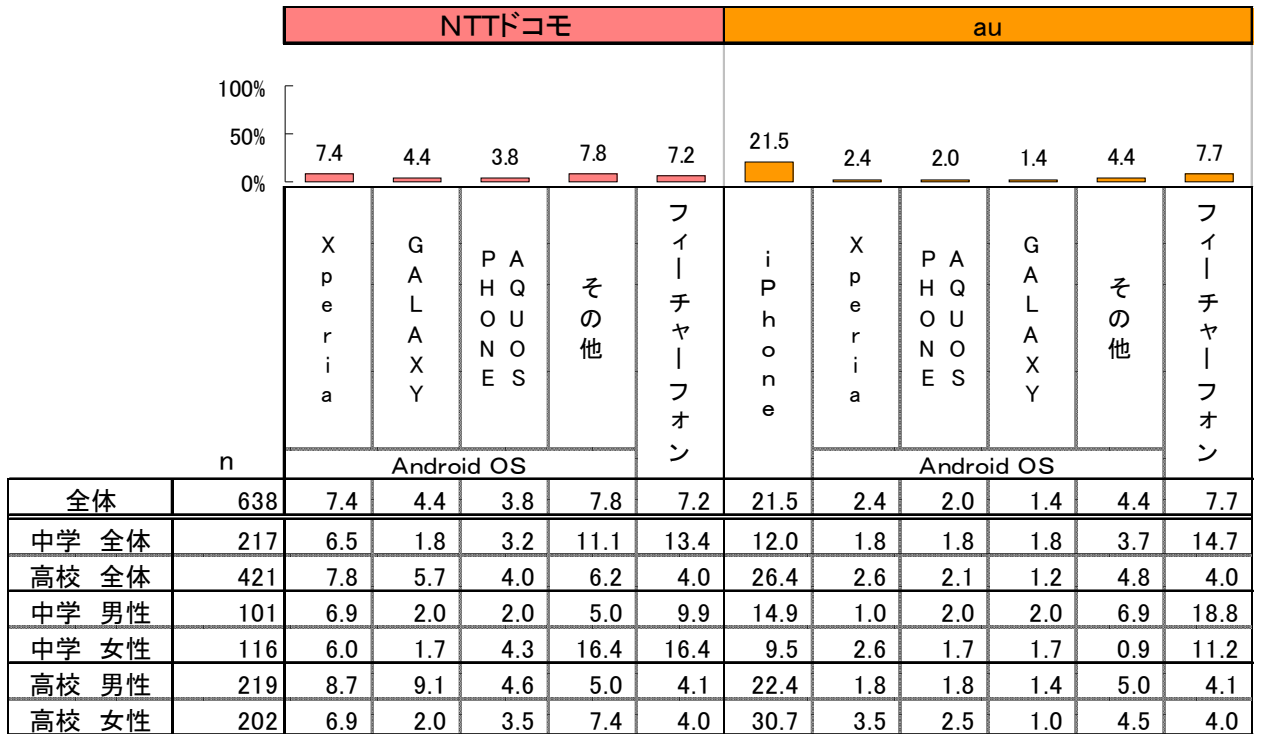 NTTドコモ au
100%
50%
0%
7.4 4.4 3.8 7.8 7.2 21.5 2.4 2.0 1.4 4.4 7.7
Xperia GALAXY AQUOS PHONE その他 フィーチャーフォン iPhone Xperia AQUOS PHONE GALAXY その他 フィーチャーフォン
n Android OS Android OS
全体 638 7.4 4.4 3.8 7.8 7.2 21.5 2.4 2.0 1.4 4.4 7.7
中学 全体 217 6.5 1.8 3.2 11.1 13.4 12.0 1.8 1.8 1.8 3.7 14.7
高校 全体 421 7.8 5.7 4.0 6.2 4.0 26.4 2.6 2.1 1.2 4.8 4.0
中学 男性 101 6.9 2.0 2.0 5.0 9.9 14.9 1.0 2.0 2.0 6.9 18.8
中学 女性 116 6.0 1.7 4.3 16.4 16.4 9.5 2.6 1.7 1.7 0.9 11.2
高校 男性 219 8.7 9.1 4.6 5.0 4.1 22.4 1.8 1.8 1.4 5.0 4.1
高校 女性 202 6.9 2.0 3.5 7.4 4.0 30.7 3.5 2.5 1.0 4.5 4.0